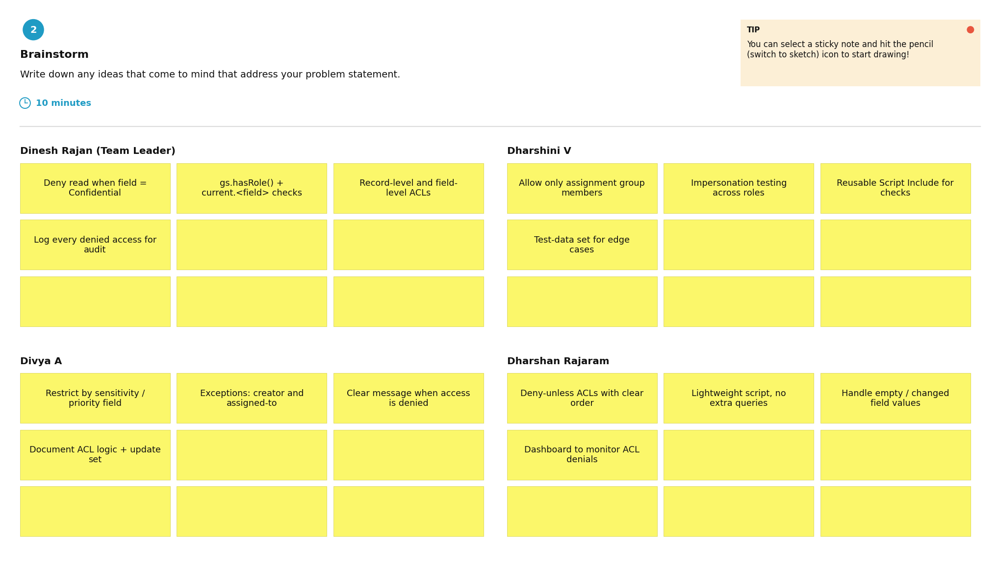 2
TIP
You can select a sticky note and hit the pencil
(switch to sketch) icon to start drawing!
Brainstorm
Write down any ideas that come to mind that address your problem statement.
10 minutes
Dinesh Rajan (Team Leader)
Deny read when field =
Confidential
gs.hasRole() +
current.<field> checks
Record-level and field-
level ACLs
Log every denied access for
audit
Dharshini V
Allow only assignment group
members
Impersonation testing
across roles
Reusable Script Include for
checks
Test-data set for edge
cases
Divya A
Restrict by sensitivity /
priority field
Exceptions: creator and
assigned-to
Clear message when access
is denied
Document ACL logic + update
set
Dharshan Rajaram
Deny-unless ACLs with clear
order
Lightweight script, no
extra queries
Handle empty / changed
field values
Dashboard to monitor ACL
denials